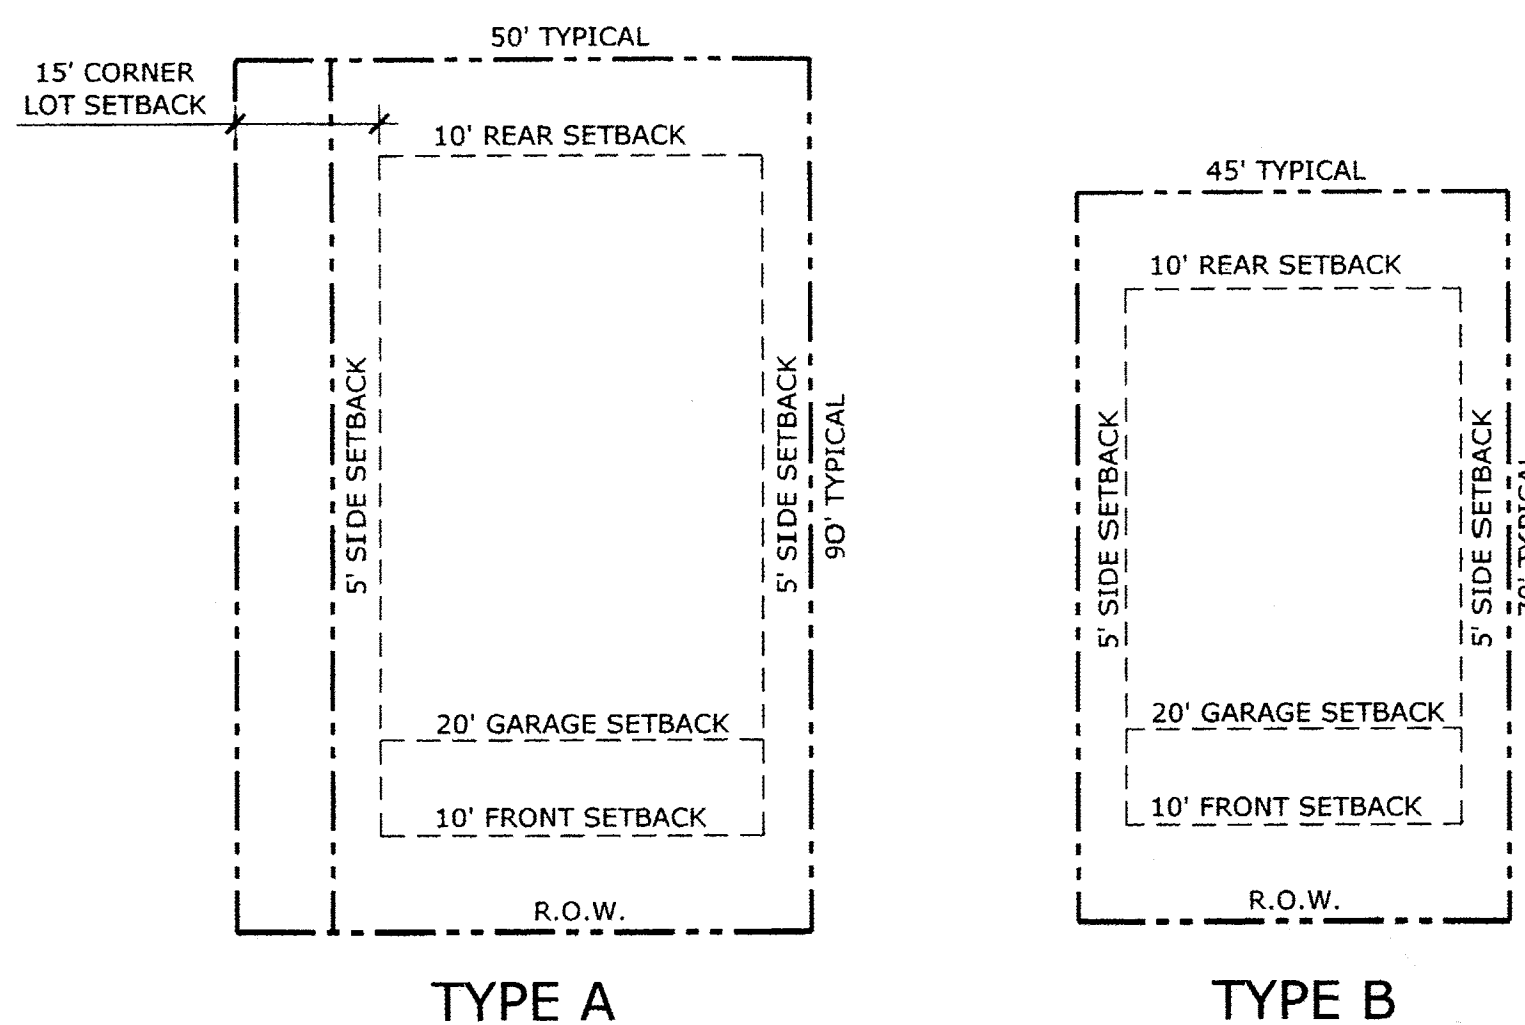 50' TYPICAL
15' CORNER
LOT SETBACK
10' REAR SETBACK
5' SIDE SETBACK
5' SIDE SETBACK
90' TYPICAL
20' GARAGE SETBACK
10' FRONT SETBACK
R.O.W.
TYPE A
45' TYPICAL
10' REAR SETBACK
5' SIDE SETBACK
5' SIDE SETBACK
20' GARAGE SETBACK
10' FRONT SETBACK
R.O.W.
TYPE B